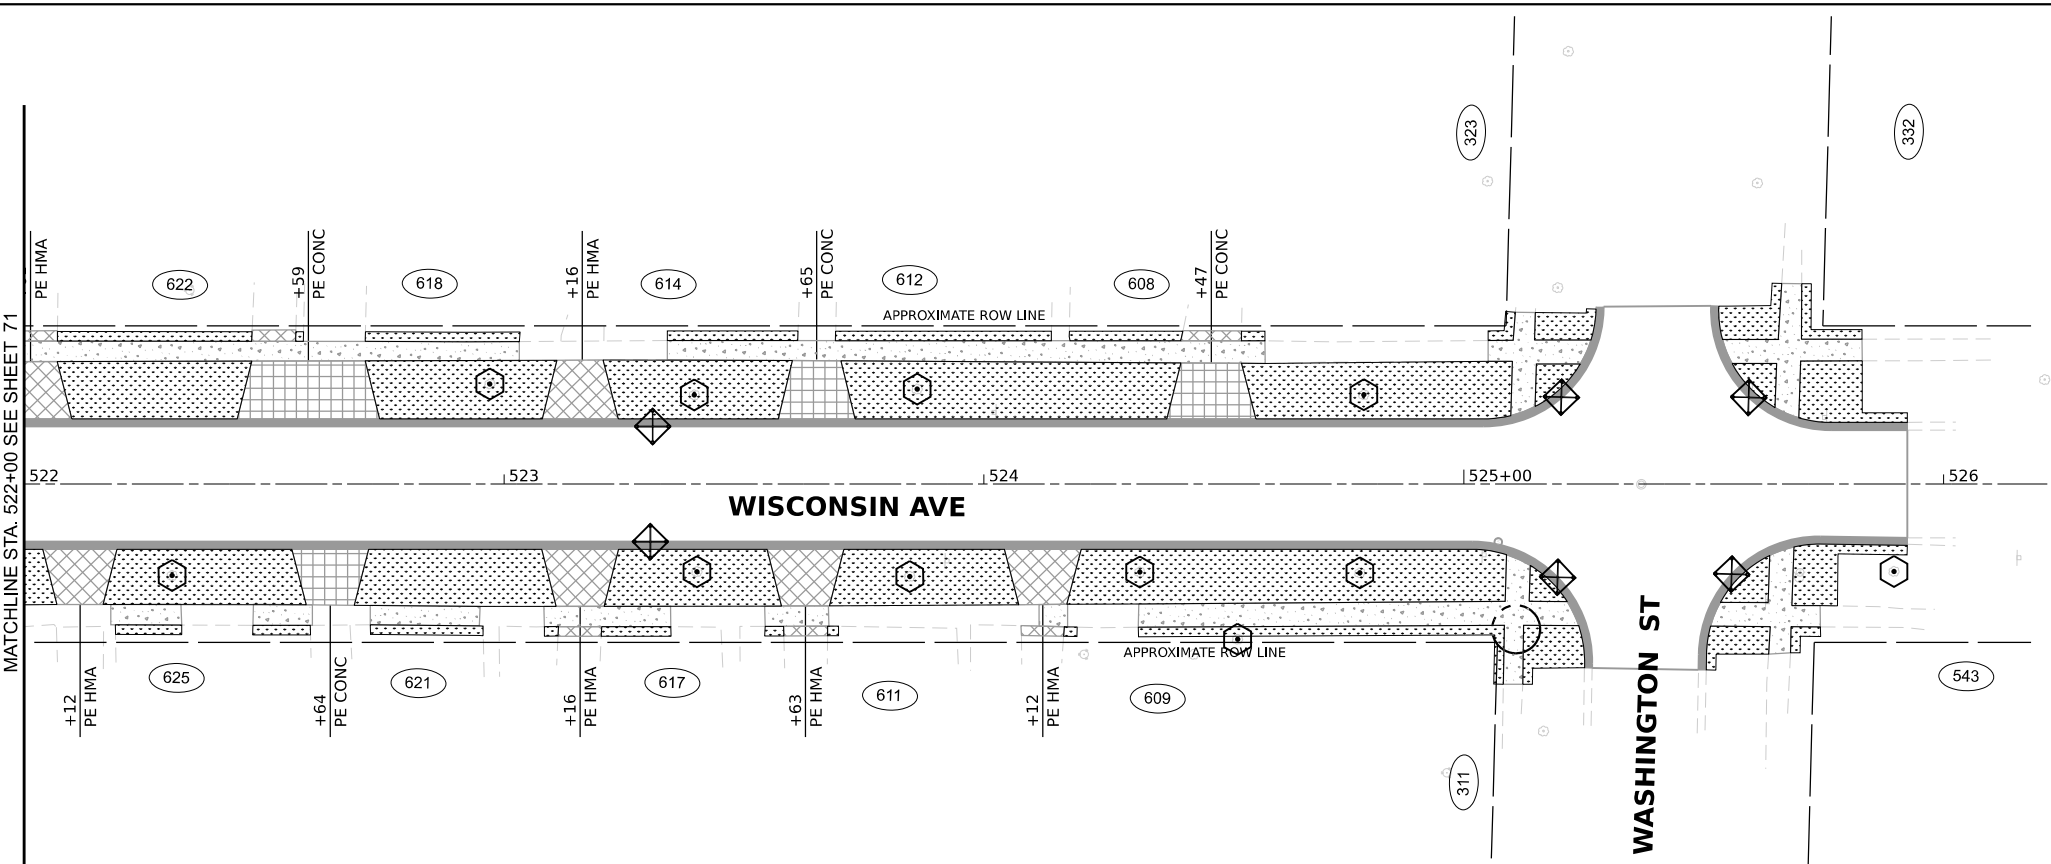 MATCHLINE STA. 522+00 SEE SHEET 71
PE HMA
622
+59
PE CONC
618
+16
PE HMA
614
+65
PE CONC
612
608
+47
PE CONC
APPROXIMATE ROW LINE
323
332
522
523
524
525+00
526
WISCONSIN AVE
WASHINGTON ST
APPROXIMATE ROW LINE
+12
PE HMA
625
+64
PE CONC
621
+16
PE HMA
617
+63
PE HMA
611
+12
PE HMA
609
311
543